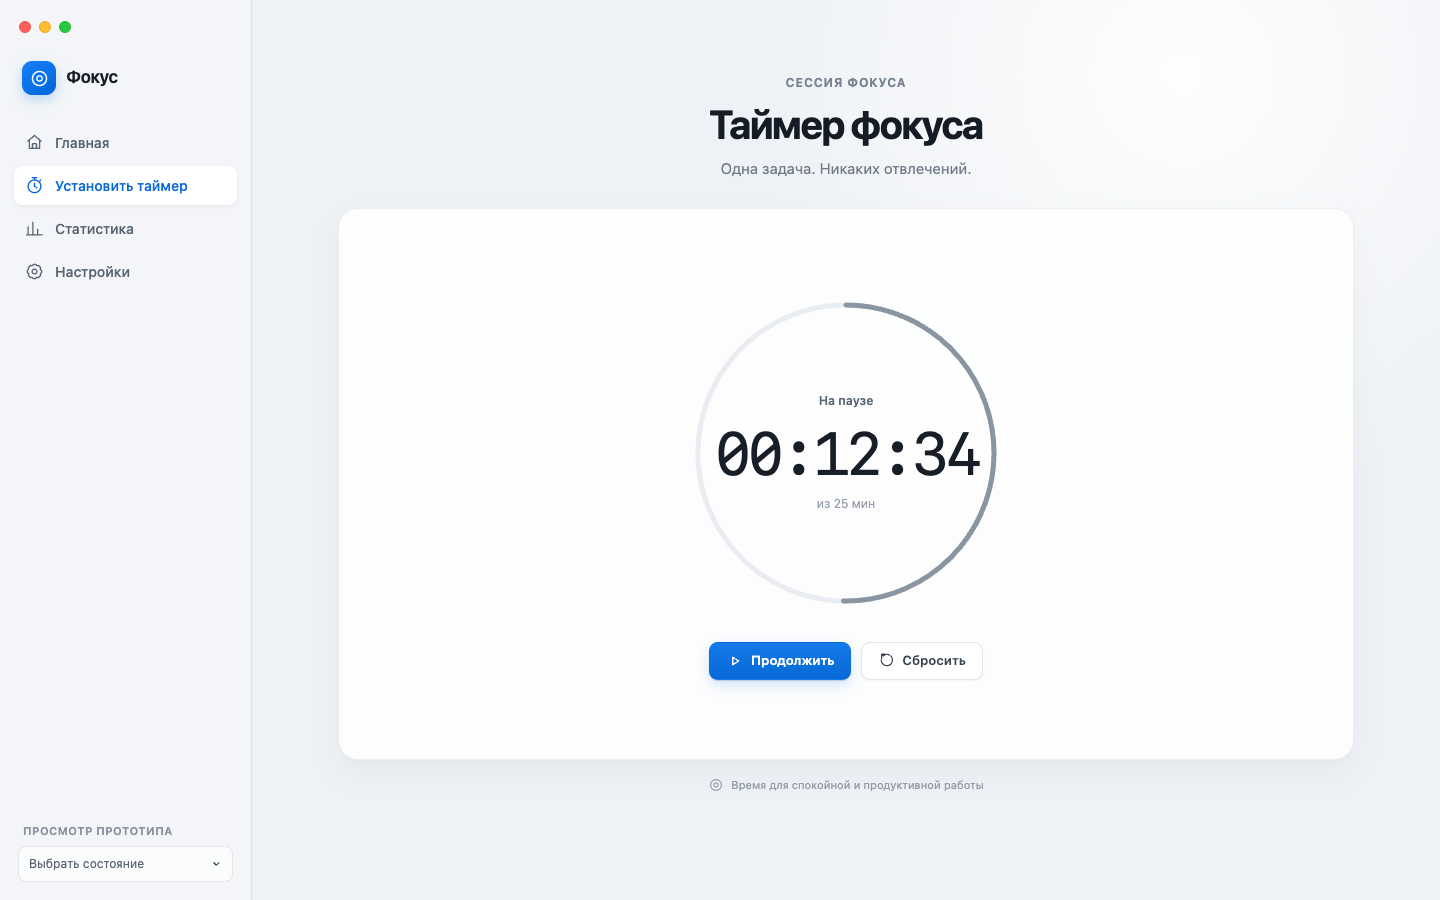 Фокус
Главная
Установить таймер
Статистика
Настройки
ПРОСМОТР ПРОТОТИПА
Выбрать состояние
СЕССИЯ ФОКУСА
Таймер фокуса
Одна задача. Никаких отвлечений.
На паузе
00:12:34
из 25 мин
Продолжить
Сбросить
Время для спокойной и продуктивной работы